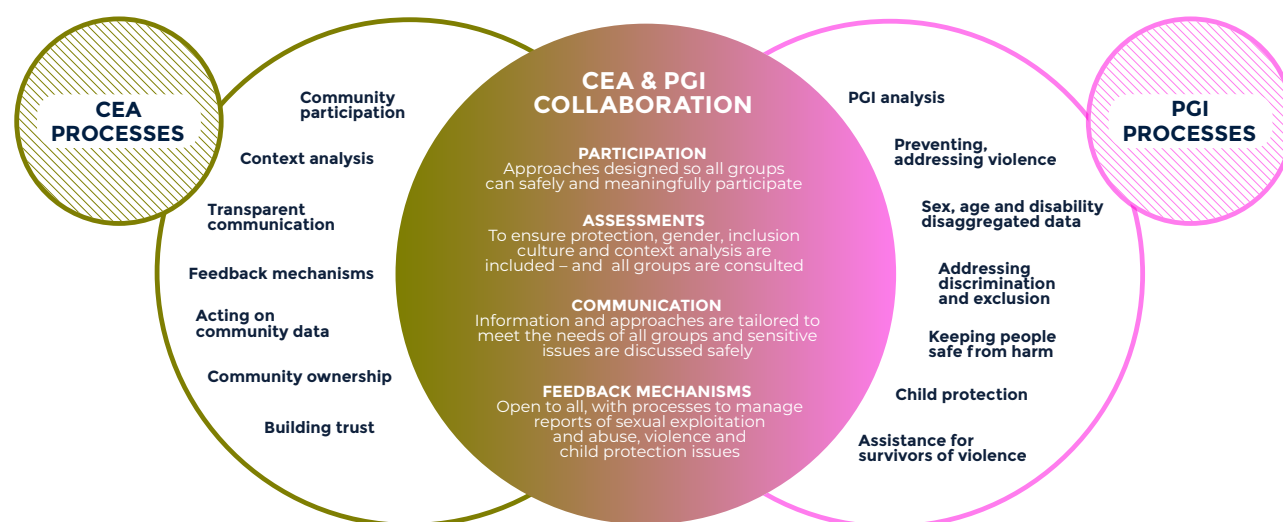 CEA
PROCESSES
Community
participation
Context analysis
Transparent
communication
Feedback mechanisms
Acting on
community data
Community ownership
Building trust
CEA & PGI
COLLABORATION
PARTICIPATION
Approaches designed so all groups
can safely and meaningfully participate
ASSESSMENTS
To ensure protection, gender, inclusion
culture and context analysis are
included – and all groups are consulted
COMMUNICATION
Information and approaches are tailored to
meet the needs of all groups and sensitive
issues are discussed safely
FEEDBACK MECHANISMS
Open to all, with processes to manage
reports of sexual exploitation
and abuse, violence and
child protection issues
PGI analysis
Preventing,
addressing violence
Sex, age and disability
disaggregated data
Addressing
discrimination
and exclusion
Keeping people
safe from harm
Child protection
Assistance for
survivors of violence
PGI
PROCESSES